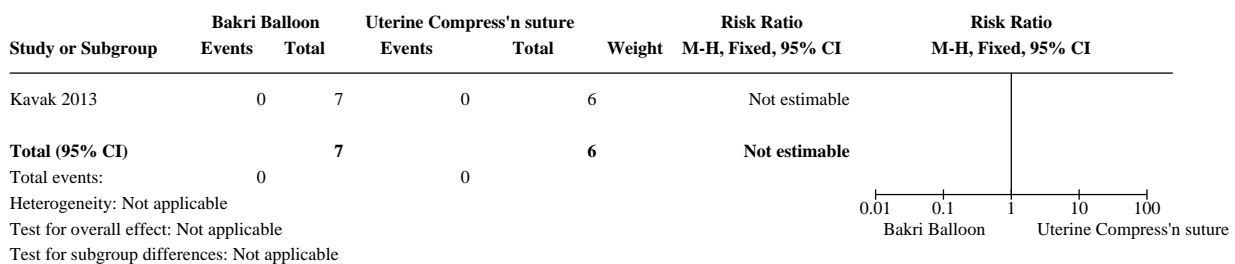 Bakri Balloon Uterine Compress'n suture Risk Ratio Risk Ratio
Study or Subgroup Events Total Events Total Weight M-H, Fixed, 95% CI M-H, Fixed, 95% CI
Kavak 2013 0 7 0 6 Not estimable
Total (95% CI) 7 6 Not estimable
Total events: 0 0
Heterogeneity: Not applicable
0.01 0.1 1 10 100
Test for overall effect: Not applicable
Bakri Balloon Uterine Compress'n suture
Test for subgroup differences: Not applicable